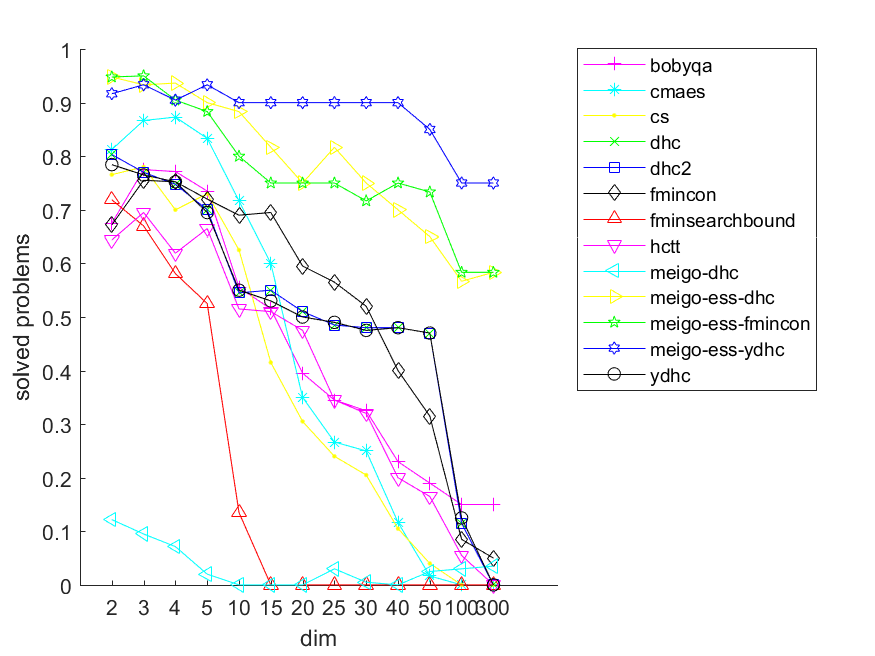 1
0.9
0.8
0.7
0.6
0.5
0.4
0.3
0.2
0.1
0
solved problems
2 3 4 5 10 15 20 25 30 40 50 100 300
dim
bobyqa
cmaes
cs
dhc
dhc2
fmincon
fminsearchbound
hctt
meigo-dhc
meigo-ess-dhc
meigo-ess-fmincon
meigo-ess-ydhc
ydhc